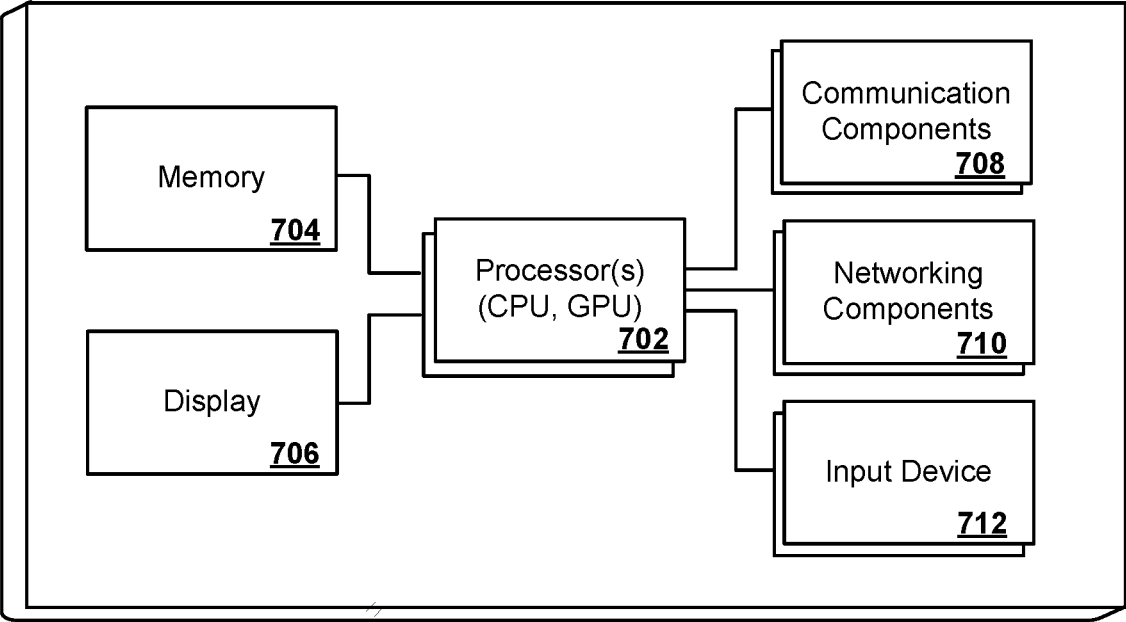 Memory
704
Display
706
Processor(s)
(CPU, GPU)
702
Communication
Components
708
Networking
Components
710
Input Device
712